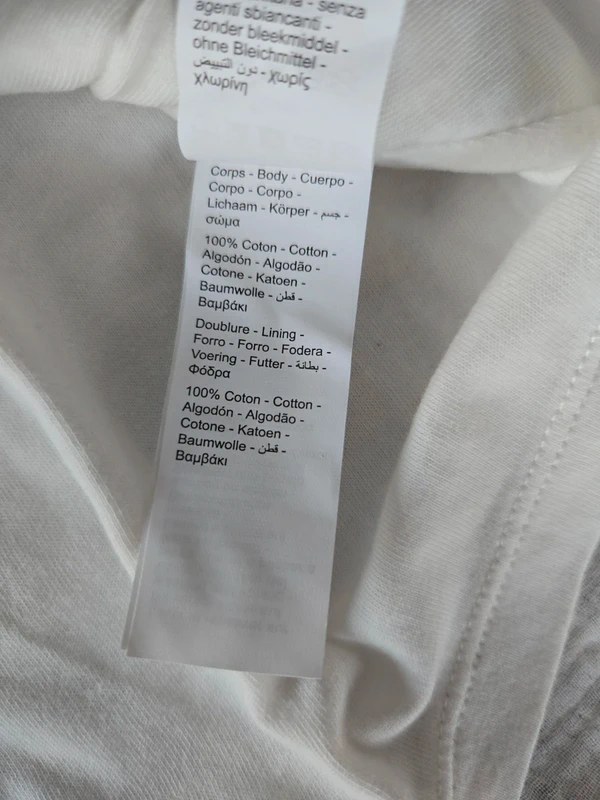 - senza
agenti sbiancanti -
zonder bleekmiddel -
ohne Bleichmittel -
دون التبييض - χωρίς
χλωρίνη
Corps - Body - Cuerpo -
Corpo - Corpo -
Lichaam - Körper - جسم -
σώμα
100% Coton - Cotton -
Algodón - Algodão -
Cotone - Katoen -
Baumwolle - قطن -
Βαμβάκι
Doublure - Lining -
Forro - Forro - Fodera -
Voering - Futter - بطانة -
Φόδρα
100% Coton - Cotton -
Algodón - Algodão -
Cotone - Katoen -
Baumwolle - قطن -
Βαμβάκι